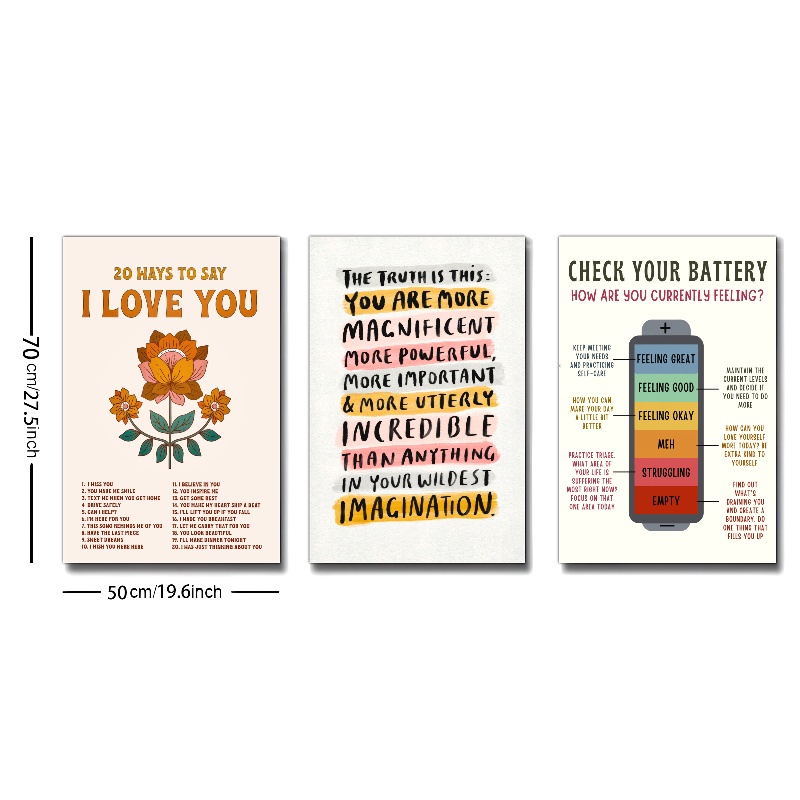 70 cm/27.5inch
50 cm/19.6inch
20 WAYS TO SAY
I LOVE YOU
1. I MISS YOU
2. YOU MAKE ME SMILE
3. TEXT ME WHEN YOU GET HOME
4. DRIVE SAFELY
5. CAN I HELP?
6. I'M HERE FOR YOU
7. THIS SONG REMINDS ME OF YOU
8. HAVE THE LAST PIECE
9. SWEET DREAMS
10. I WISH YOU WERE HERE
11. I BELIEVE IN YOU
12. YOU INSPIRE ME
13. GET SOME REST
14. YOU MAKE MY HEART SKIP A BEAT
15. I'LL LIFT YOU UP IF YOU FALL
16. I MADE YOU BREAKFAST
17. LET ME CARRY THAT FOR YOU
18. YOU LOOK BEAUTIFUL
19. I'LL MAKE DINNER TONIGHT
20. I WAS JUST THINKING ABOUT YOU
THE TRUTH IS THIS:
YOU ARE MORE
MAGNIFICENT
MORE POWERFUL,
MORE IMPORTANT
& MORE UTTERLY
INCREDIBLE
THAN ANYTHING
IN YOUR WILDEST
IMAGINATION.
CHECK YOUR BATTERY
HOW ARE YOU CURRENTLY FEELING?
+
FEELING GREAT
FEELING GOOD
FEELING OKAY
MEH
STRUGGLING
EMPTY
KEEP MEETING
YOUR NEEDS
AND PRACTICING
SELF-CARE
MAINTAIN THE
CURRENT LEVELS
AND DECIDE IF
YOU NEED TO DO
MORE
HOW YOU CAN
MAKE YOUR DAY
A LITTLE BIT
BETTER
HOW CAN YOU
LOVE YOURSELF
MORE TODAY? BE
EXTRA KIND TO
YOURSELF
PRACTICE TRIAGE.
WHAT AREA OF
YOUR LIFE IS
SUFFERING THE
MOST RIGHT NOW?
FOCUS ON THAT
ONE AREA TODAY
FIND OUT
WHAT'S
DRAINING YOU
AND CREATE A
BOUNDARY. DO
ONE THING THAT
FILLS YOU UP